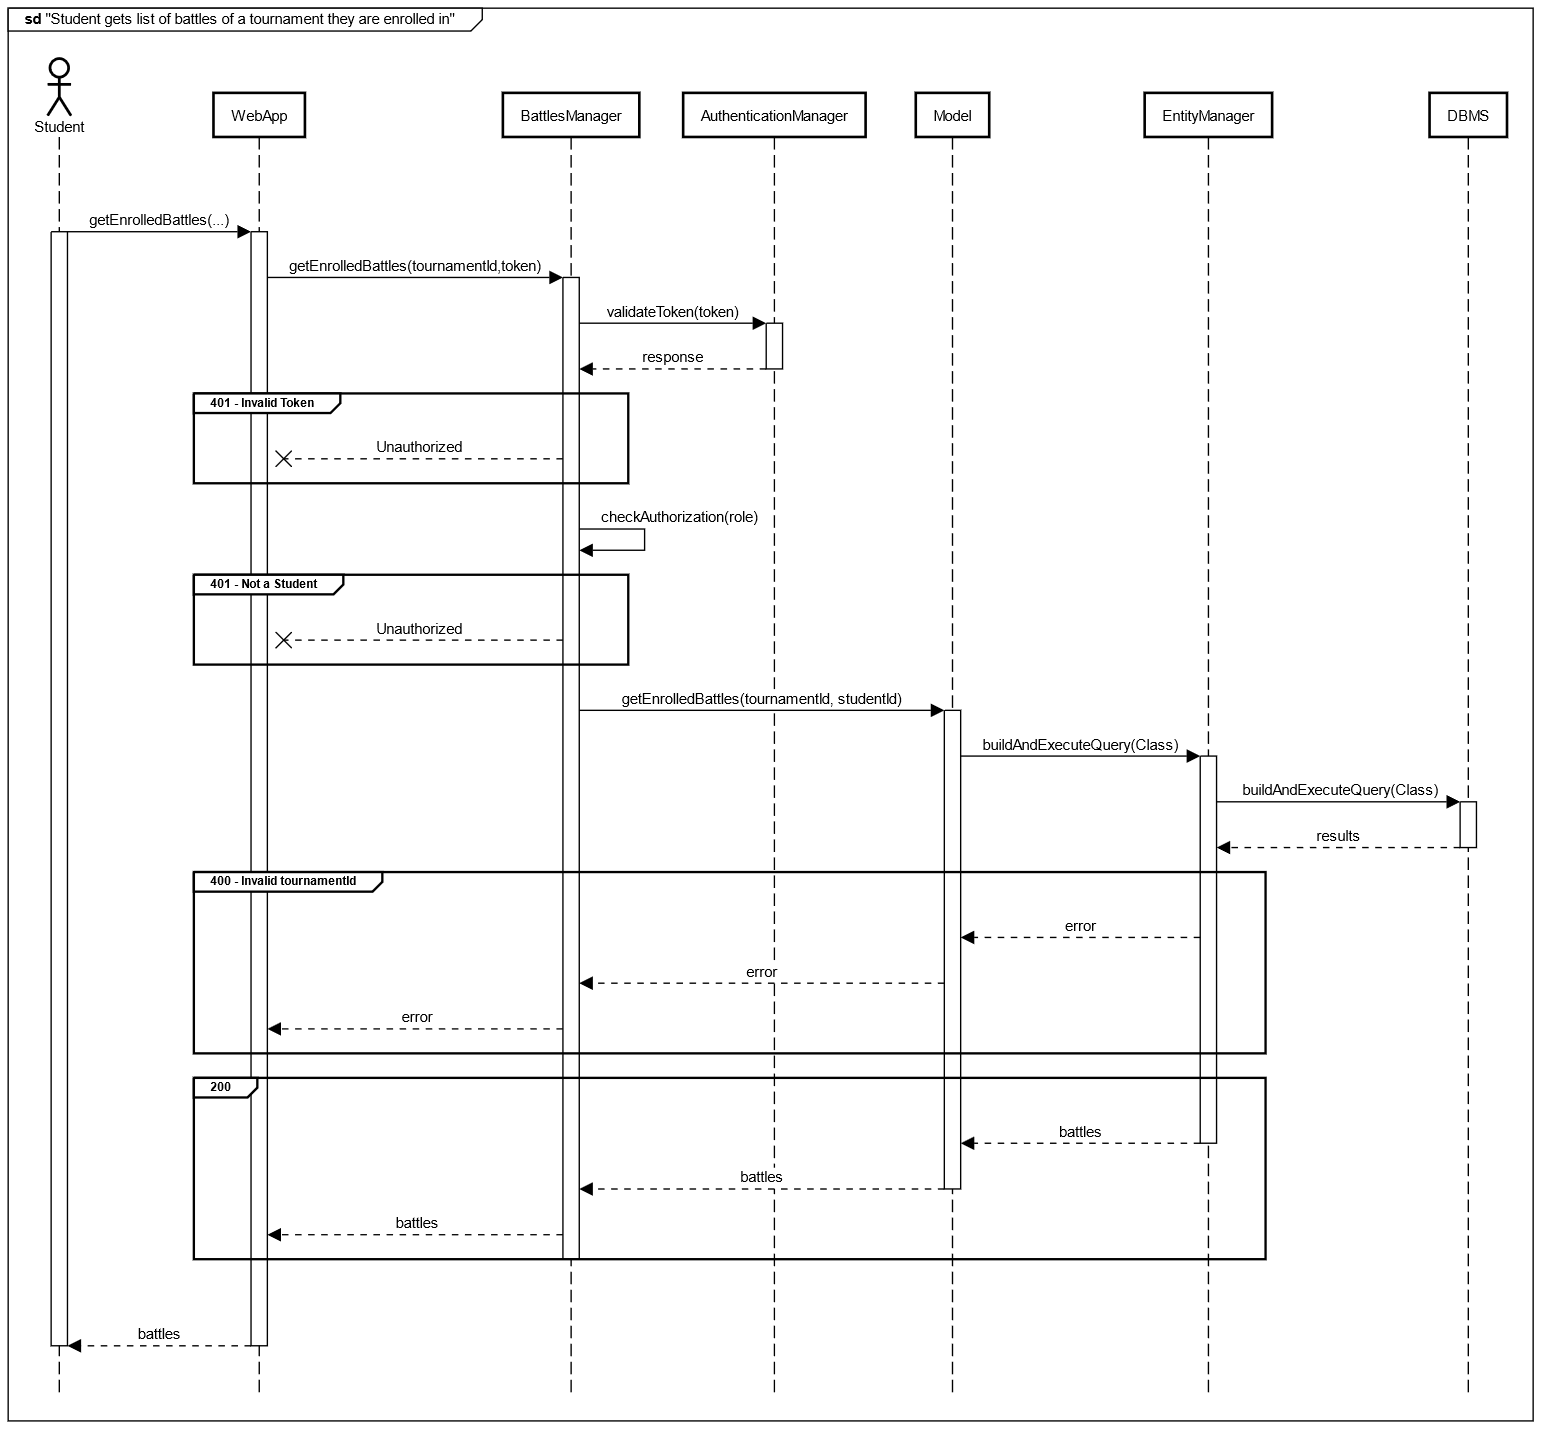 sd "Student gets list of battles of a tournament they are enrolled in"
Student
WebApp
BattlesManager
AuthenticationManager
Model
EntityManager
DBMS
getEnrolledBattles(...)
getEnrolledBattles(tournamentId,token)
validateToken(token)
response
401 - Invalid Token
Unauthorized
checkAuthorization(role)
401 - Not a Student
Unauthorized
getEnrolledBattles(tournamentId, studentId)
buildAndExecuteQuery(Class)
buildAndExecuteQuery(Class)
results
400 - Invalid tournamentId
error
error
error
200
battles
battles
battles
battles